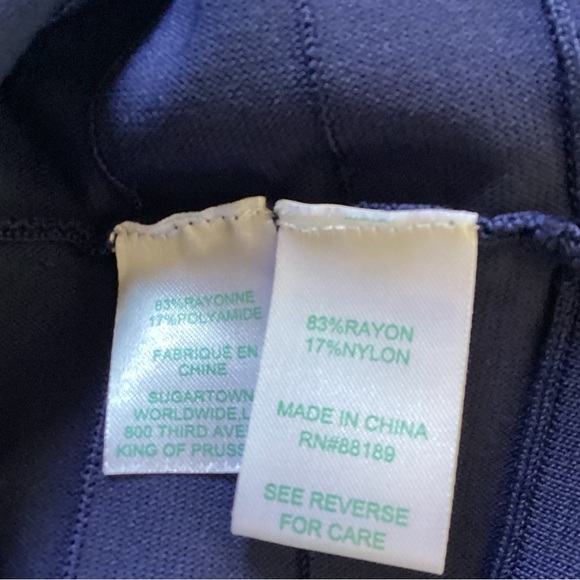 83%RAYONNE
17%POLYAMIDE
FABRIQUÉ EN
CHINE
SUGARTOWN
WORLDWIDE,L
800 THIRD AVE
KING OF PRUSS
83%RAYON
17%NYLON
MADE IN CHINA
RN#88189
SEE REVERSE
FOR CARE